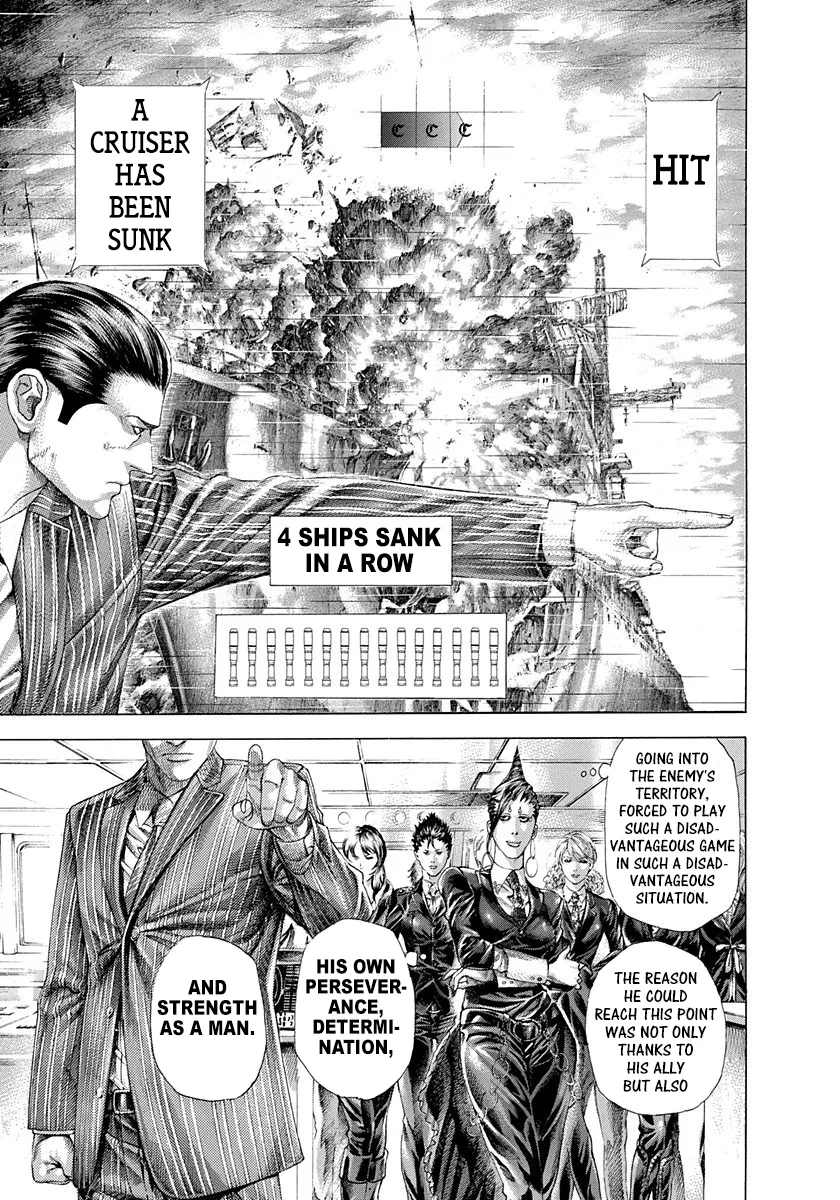 HIT
C C C
A
CRUISER
HAS
BEEN
SUNK
4 SHIPS SANK
IN A ROW
GOING INTO
THE ENEMY'S
TERRITORY,
FORCED TO PLAY
SUCH A DISAD-
VANTAGEOUS GAME
IN SUCH A DISAD-
VANTAGEOUS
SITUATION.
THE REASON
HE COULD
REACH THIS POINT
WAS NOT ONLY
THANKS TO
HIS ALLY
BUT ALSO
HIS OWN
PERSEVER-
ANCE,
DETERMI-
NATION,
AND
STRENGTH
AS A MAN.